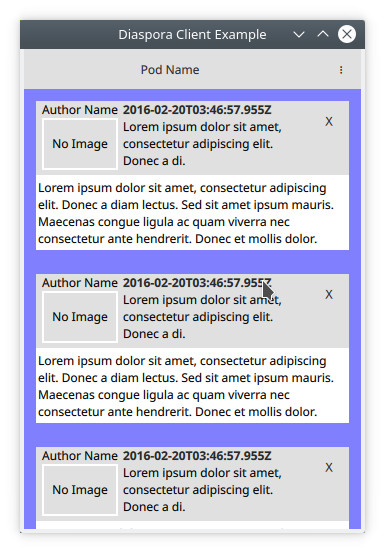 Diaspora Client Example
Pod Name
Author Name 2016-02-20T03:46:57.955Z
X
No Image
Lorem ipsum dolor sit amet,
consectetur adipiscing elit.
Donec a di.
Lorem ipsum dolor sit amet, consectetur adipiscing
elit. Donec a diam lectus. Sed sit amet ipsum mauris.
Maecenas congue ligula ac quam viverra nec
consectetur ante hendrerit. Donec et mollis dolor.
Author Name 2016-02-20T03:46:57.955Z
X
No Image
Lorem ipsum dolor sit amet,
consectetur adipiscing elit.
Donec a di.
Lorem ipsum dolor sit amet, consectetur adipiscing
elit. Donec a diam lectus. Sed sit amet ipsum mauris.
Maecenas congue ligula ac quam viverra nec
consectetur ante hendrerit. Donec et mollis dolor.
Author Name 2016-02-20T03:46:57.955Z
X
No Image
Lorem ipsum dolor sit amet,
consectetur adipiscing elit.
Donec a di.